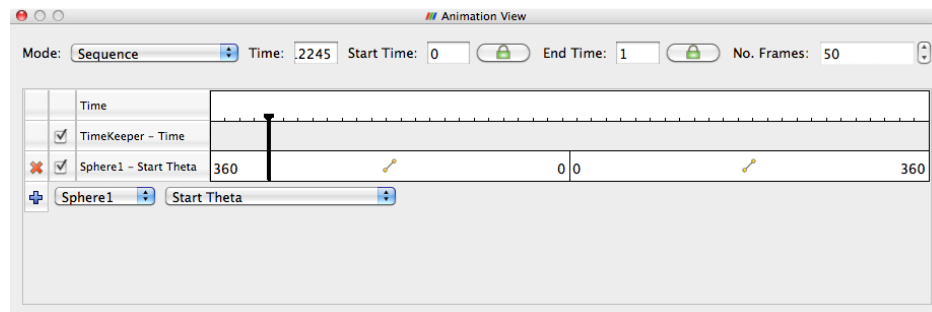 Animation View
Mode: Sequence Time: .2245 Start Time: 0 End Time: 1 No. Frames: 50
Time
TimeKeeper – Time
Sphere1 – Start Theta 360 0 0 360
Sphere1 Start Theta